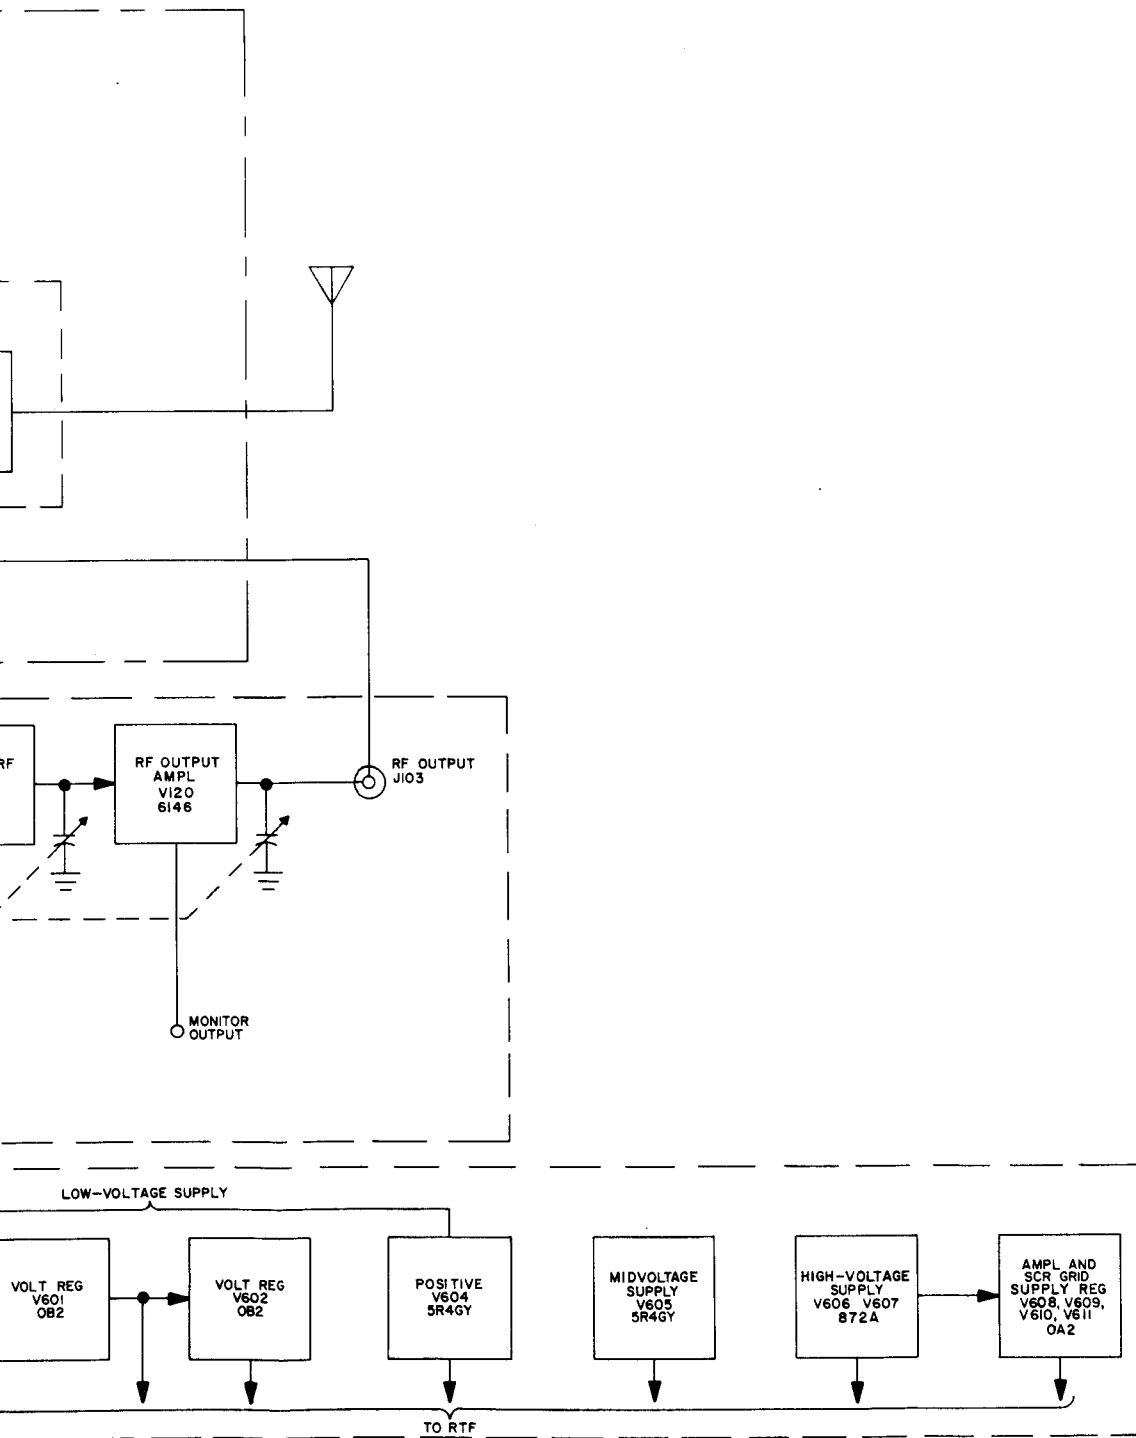 RF
RF OUTPUT
AMPL
V120
6146
RF OUTPUT
J103
MONITOR
OUTPUT
LOW-VOLTAGE SUPPLY
VOLT REG
V601
OB2
VOLT REG
V602
OB2
POSITIVE
V604
5R4GY
MIDVOLTAGE
SUPPLY
V605
5R4GY
HIGH-VOLTAGE
SUPPLY
V606 V607
872A
AMPL AND
SCR GRID
SUPPLY REG
V608, V609,
V610, V611
OA2
TO RTF